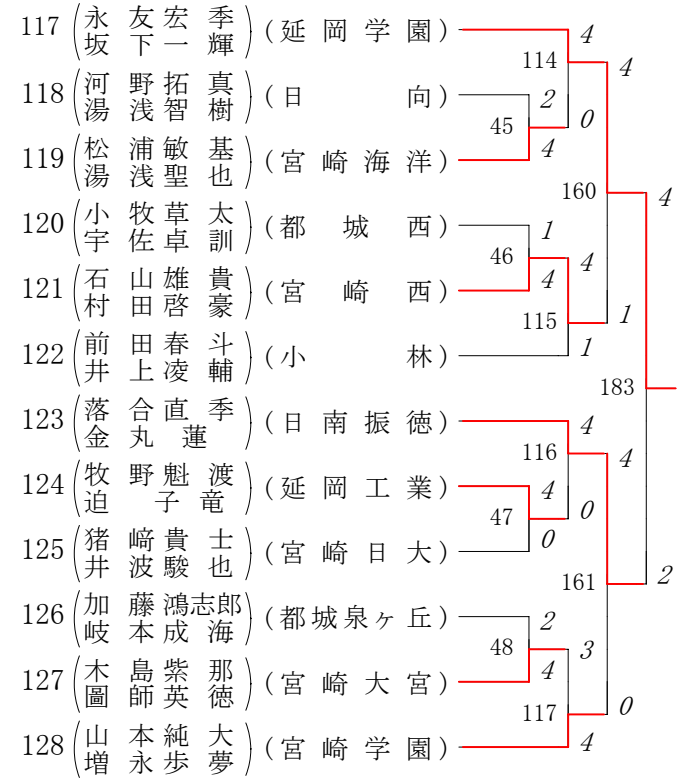 117 (永友宏季 坂下一輝) (延岡学園)
4
114
4
118 (河野拓真 湯浅智樹) (日向)
2
0
45
119 (松浦敏基 湯浅聖也) (宮崎海洋)
4
160
4
120 (小牧草太 宇佐卓訓) (都城西)
1
46
4
121 (石山雄貴 村田啓豪) (宮崎西)
4
115
1
122 (前田春斗 井上凌輔) (小林)
1
183
123 (落合直季 金丸蓮) (日南振徳)
4
116
4
124 (牧野魁渡 迫子竜) (延岡工業)
4
0
47
125 (猪﨑貴士 井波駿也) (宮崎日大)
0
161
2
126 (加藤鴻志郎 岐本成海) (都城泉ヶ丘)
2
48
3
127 (木島紫那 圖師英徳) (宮崎大宮)
4
117
0
128 (山本純大 増永歩夢) (宮崎学園)
4